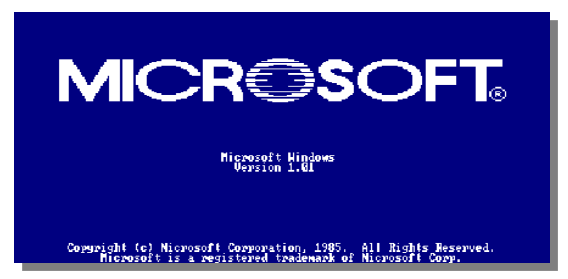 MICROSOFT®
Microsoft Windows
Version 1.01
Copyright (c) Microsoft Corporation, 1985. All Rights Reserved.
Microsoft is a registered trademark of Microsoft Corp.